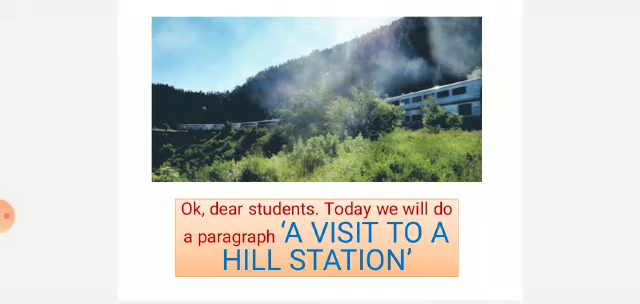 Ok, dear students. Today we will do
a paragraph ‘A VISIT TO A
HILL STATION’